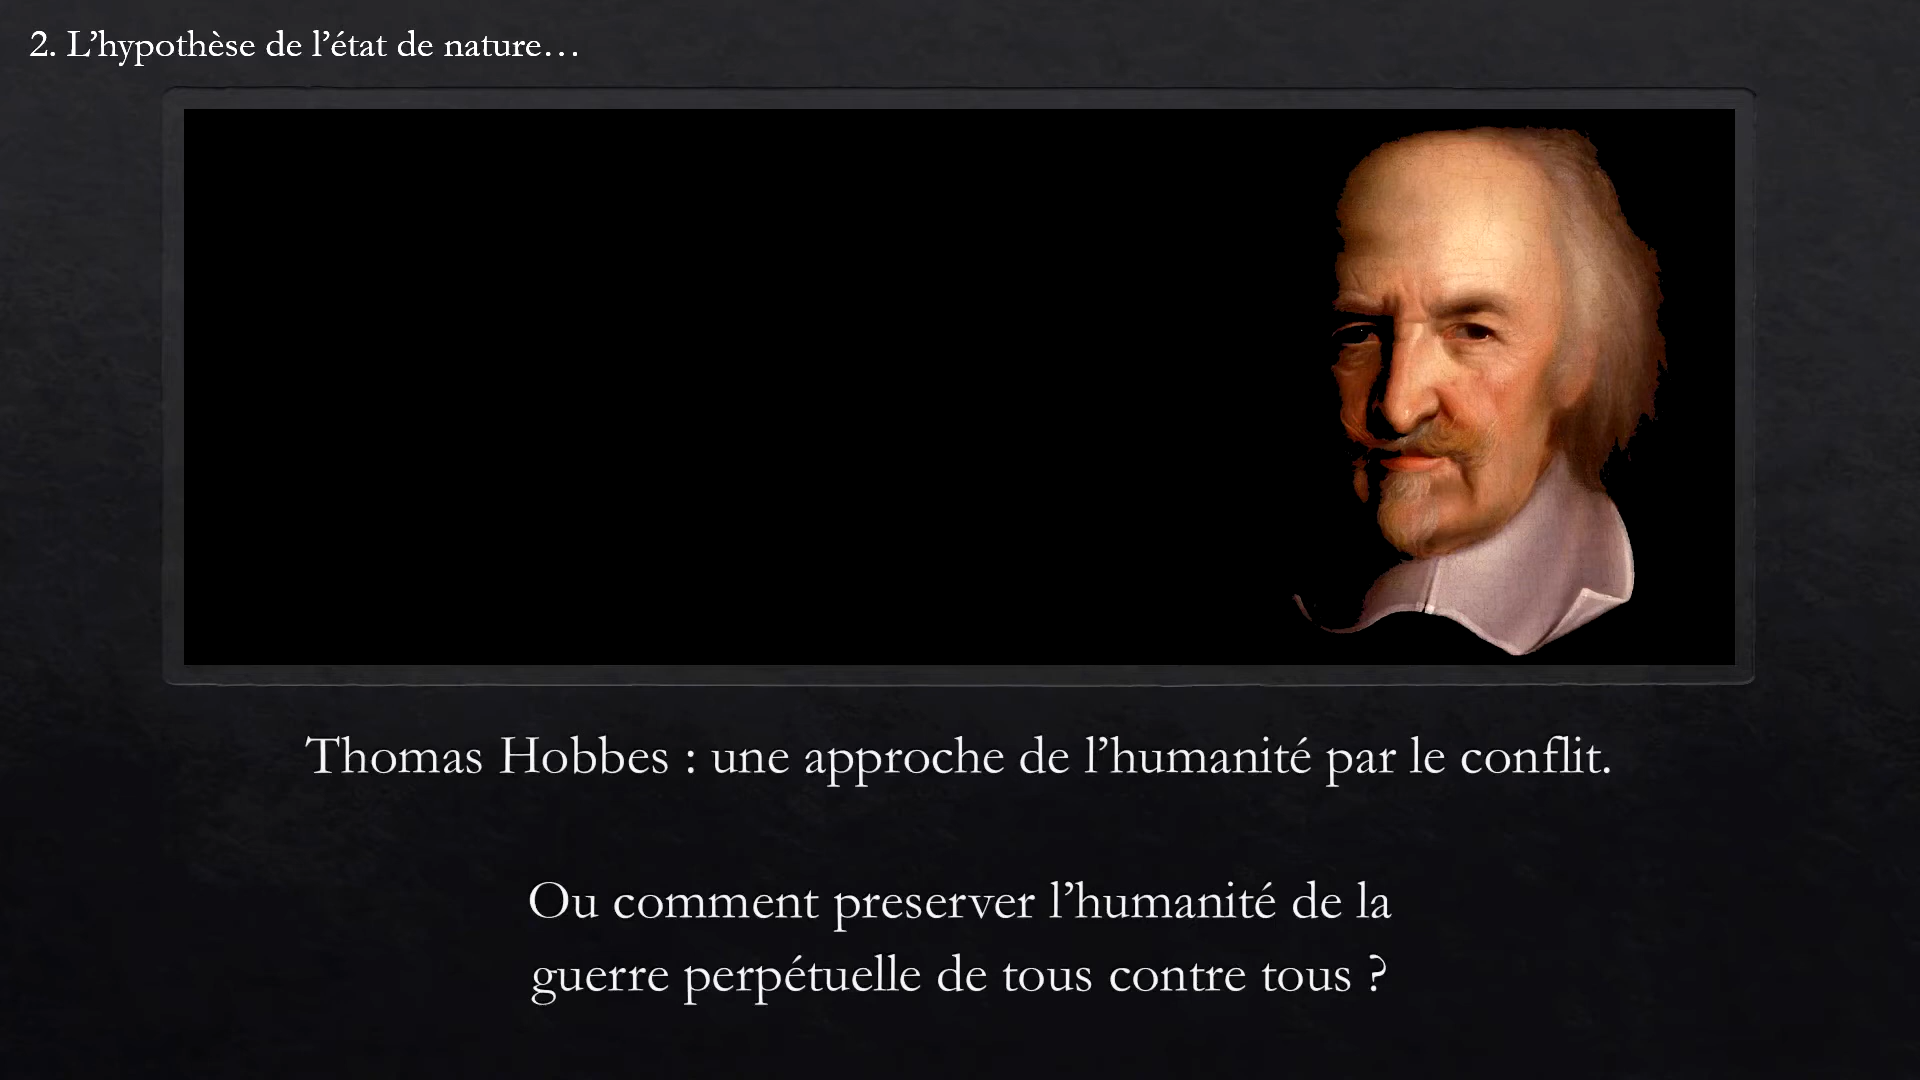 2. L’hypothèse de l’état de nature…
Thomas Hobbes : une approche de l’humanité par le conflit.
Ou comment preserver l’humanité de la
guerre perpétuelle de tous contre tous ?